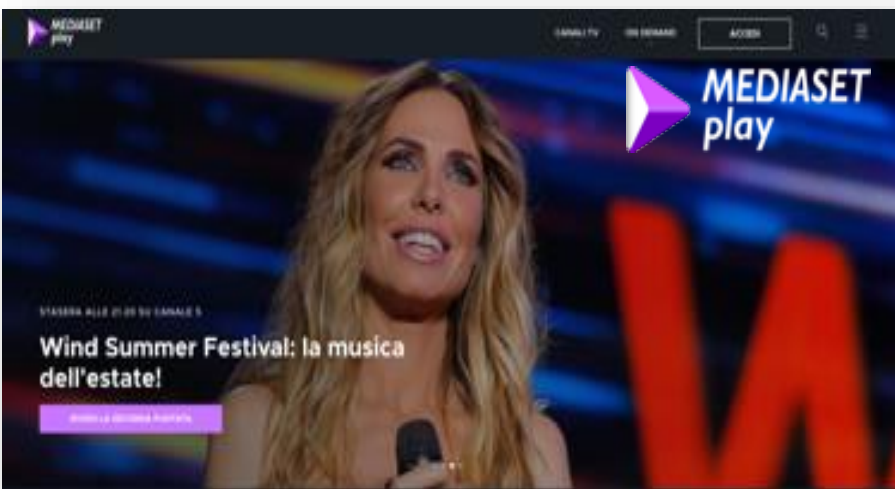 MEDIASET
play
CANALI TV
ON DEMAND
ACCEDI
MEDIASET
play
STASERA ALLE 21.20 SU CANALE 5
Wind Summer Festival: la musica
dell'estate!